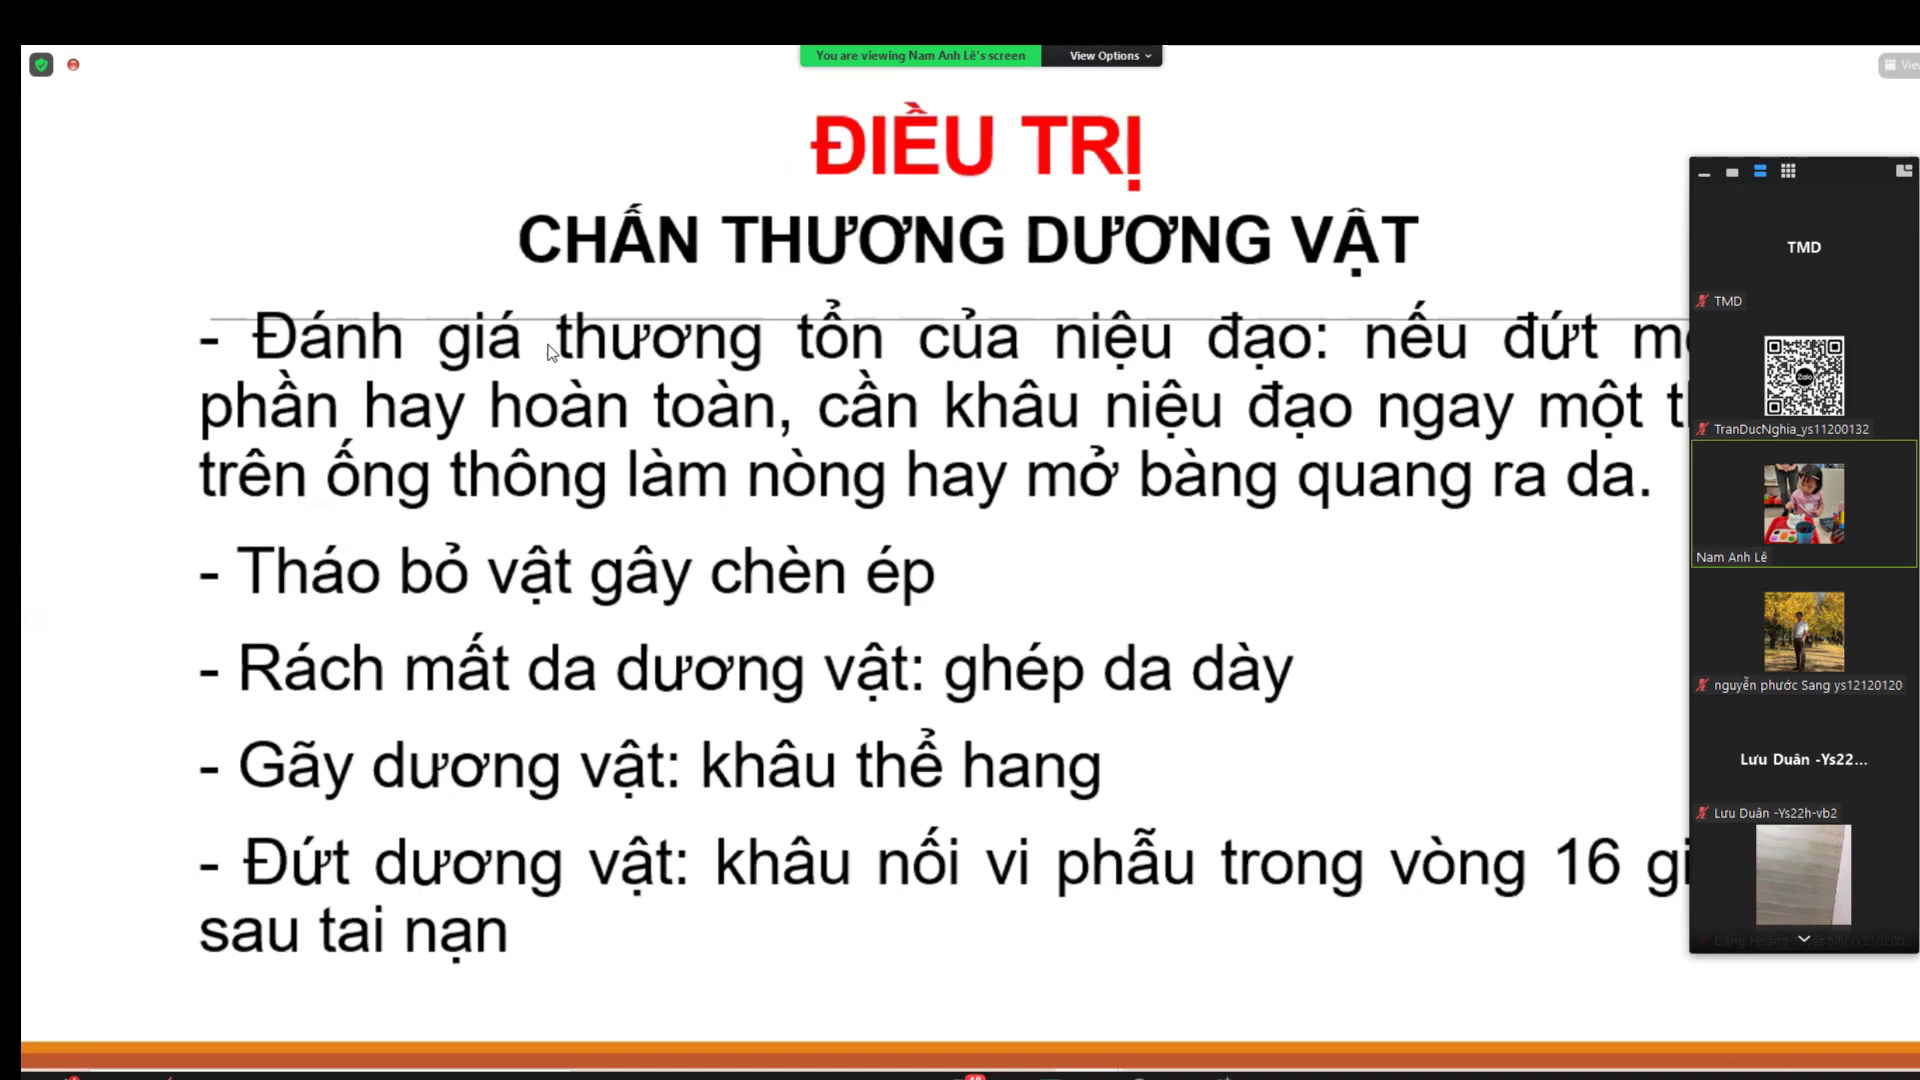 You are viewing Nam Anh Lê's screen
View Options
View
ĐIỀU TRỊ
CHẤN THƯƠNG DƯƠNG VẬT
- Đánh giá thương tổn của niệu đạo: nếu đứt
phần hay hoàn toàn, cần khâu niệu đạo ngay một
trên ống thông làm nòng hay mở bàng quang ra da.
- Tháo bỏ vật gây chèn ép
- Rách mất da dương vật: ghép da dày
- Gãy dương vật: khâu thể hang
- Đứt dương vật: khâu nối vi phẫu trong vòng 16
sau tai nạn
TMD
TMD
Zalo
TranDucNghia_ys11200132
Nam Anh Lê
nguyễn phước Sang ys12120120
Lưu Duân -Ys22...
Lưu Duân -Ys22h-vb2